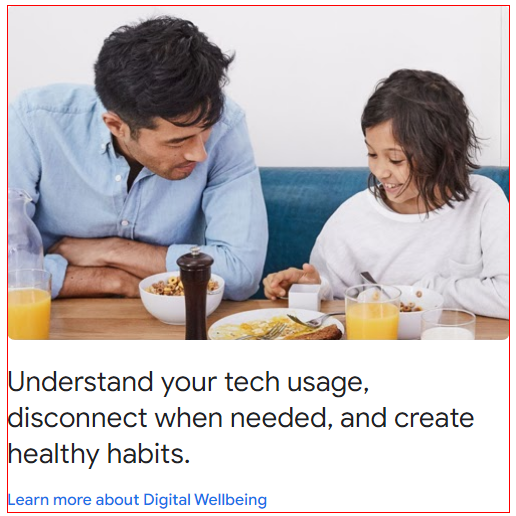 Understand your tech usage,
disconnect when needed, and create
healthy habits.
Learn more about Digital Wellbeing